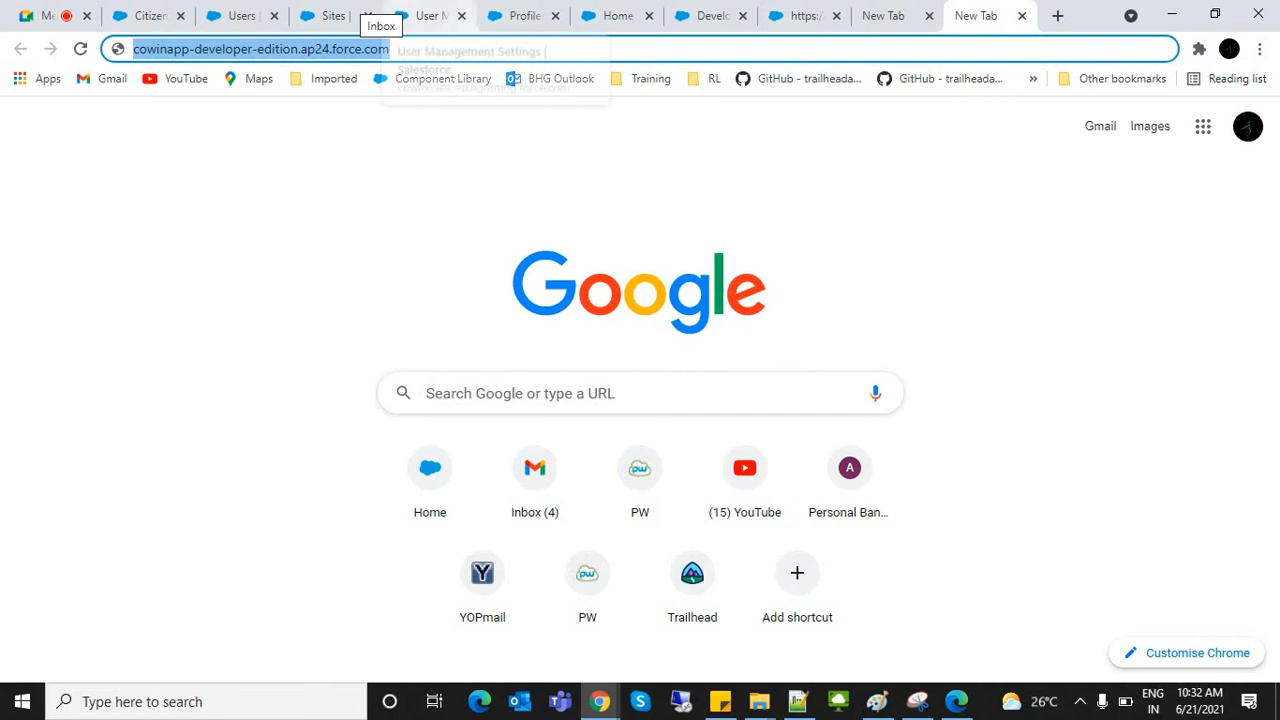 Me
Citizen
Users |
Sites |
User M
Profile
Home
Develo
https
New Tab
New Tab
Inbox
cowinapp-developer-edition.ap24.force.com
User Management Settings |
Salesforce
Apps
Gmail
YouTube
Maps
Imported
Component Library
BHG Outlook
Training
RL
GitHub - trailheada...
GitHub - trailheada...
»
Other bookmarks
Reading list
Gmail
Images
Google
Search Google or type a URL
Home
Inbox (4)
PW
(15) YouTube
A
Personal Ban...
Y
YOPmail
PW
Trailhead
Add shortcut
Customise Chrome
Type here to search
26°C
ENG
IN
10:32 AM
6/21/2021